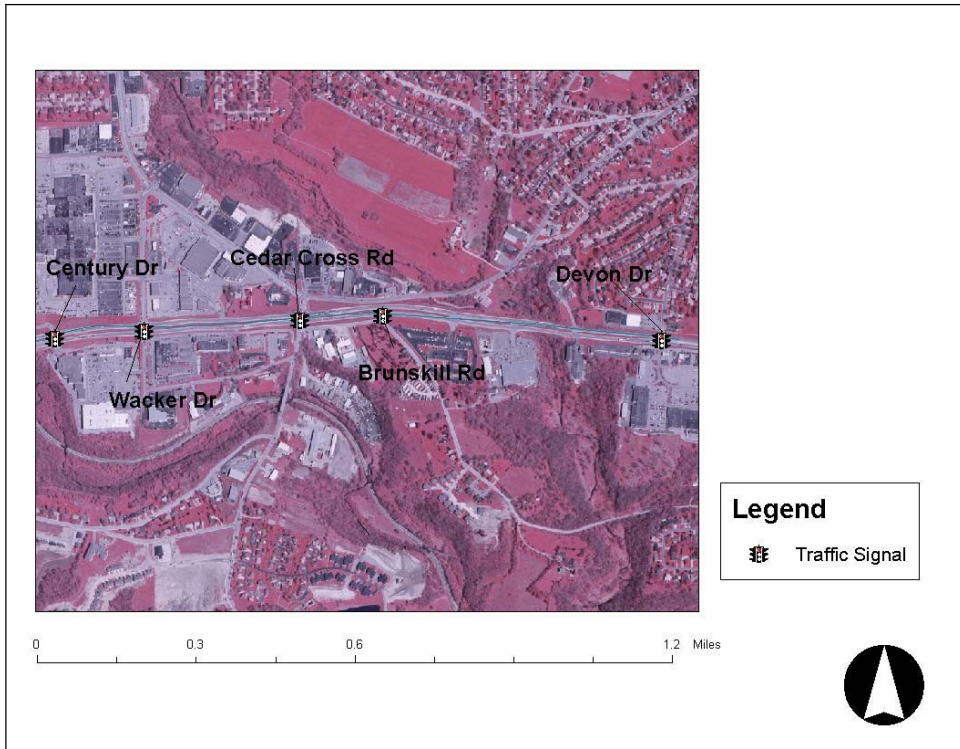 Cedar Cross Rd
Century Dr
Devon Dr
Brunskill Rd
Wacker Dr
Legend
Traffic Signal
0 0.3 0.6 1.2 Miles